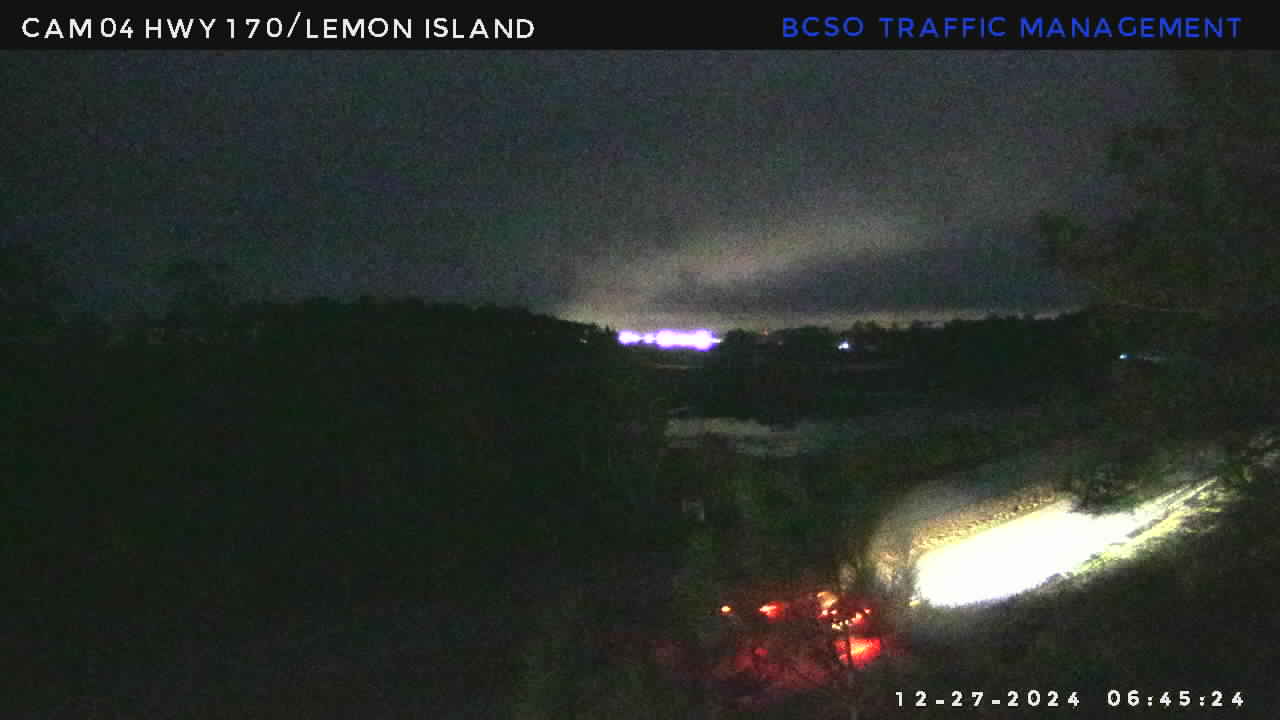 CAM04 HWY 170/LEMON ISLAND
BCSO TRAFFIC MANAGEMENT
12-27-2024 06:45:24